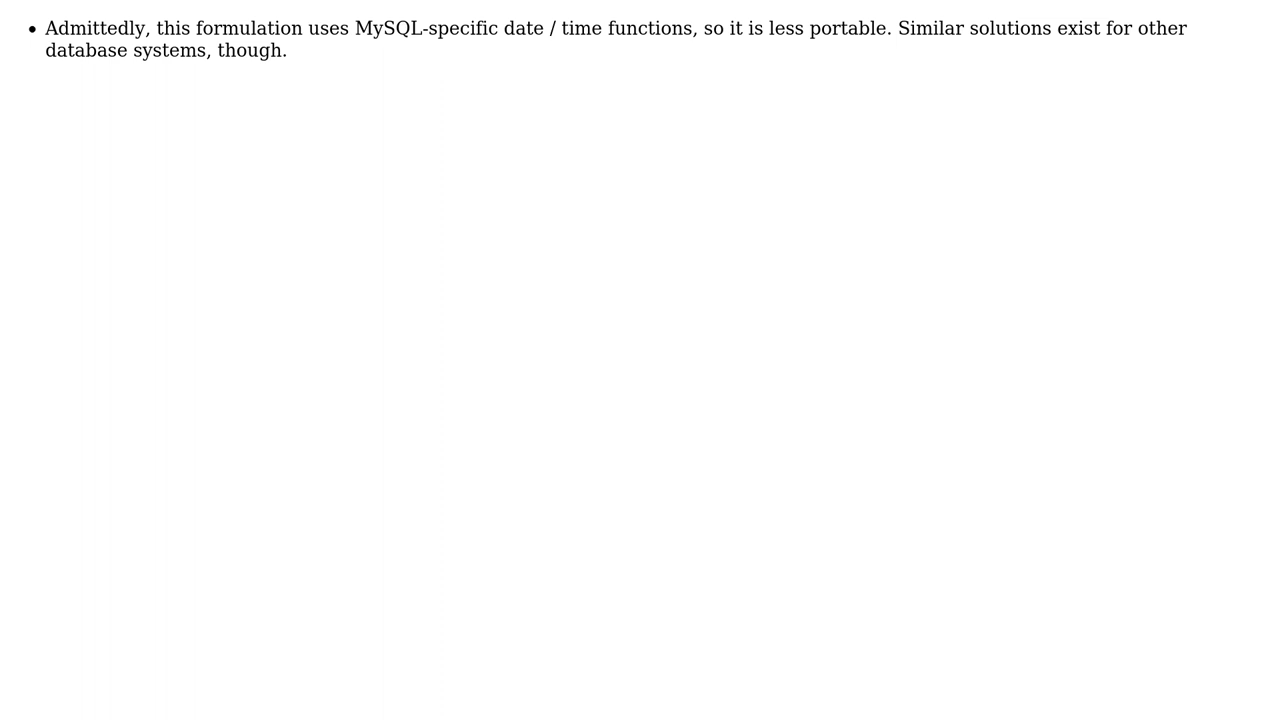 • Admittedly, this formulation uses MySQL-specific date / time functions, so it is less portable. Similar solutions exist for other
database systems, though.